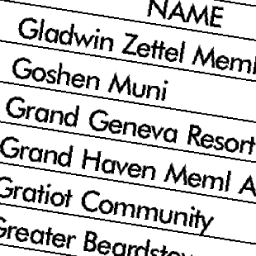 NAME
Gladwin Zettel Meml
Goshen Muni
Grand Geneva Resort
Grand Haven Meml A
Gratiot Community
Greater Beardstow